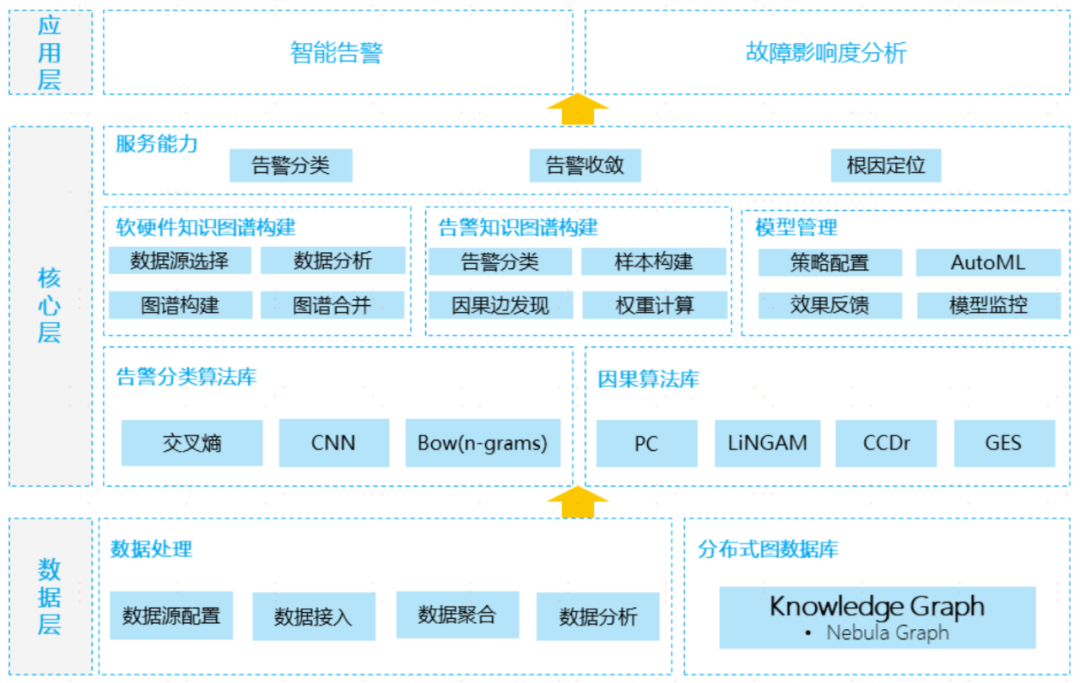 应用层
智能告警
故障影响度分析
核心层
服务能力
告警分类
告警收敛
根因定位
软硬件知识图谱构建
数据源选择
数据分析
图谱构建
图谱合并
告警知识图谱构建
告警分类
样本构建
因果边发现
权重计算
模型管理
策略配置
AutoML
效果反馈
模型监控
告警分类算法库
交叉熵
CNN
Bow(n-grams)
因果算法库
PC
LiNGAM
CCDr
GES
数据层
数据处理
数据源配置
数据接入
数据聚合
数据分析
分布式图数据库
Knowledge Graph
• Nebula Graph